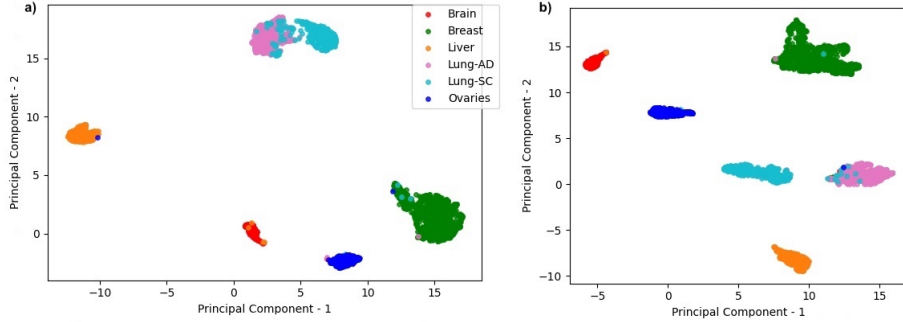 a)
Brain
Breast
Liver
Lung-AD
Lung-SC
Ovaries
15
10
5
0
Principal Component - 2
−10
−5
0
5
10
15
Principal Component - 1
b)
15
10
5
0
−5
−10
Principal Component - 2
−5
0
5
10
15
Principal Component - 1